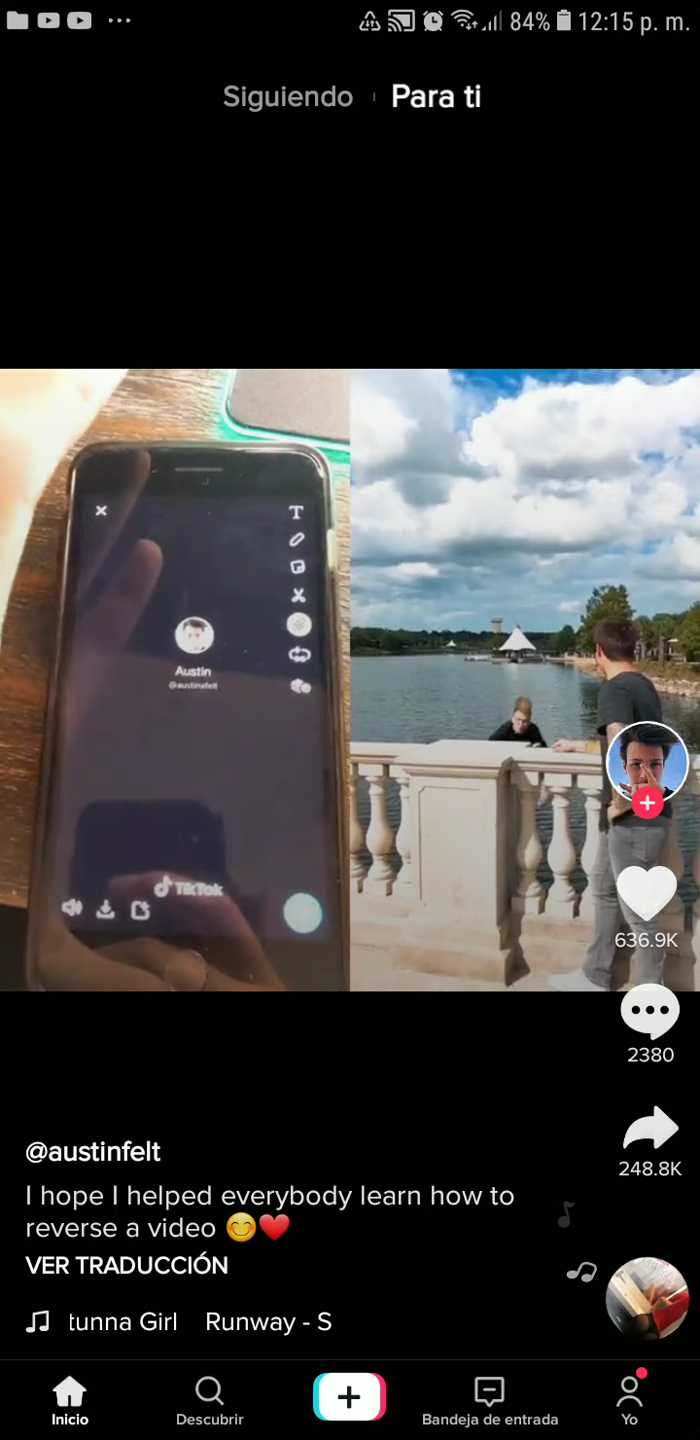 84% 12:15 p. m.
Siguiendo Para ti
T
Austin
@austinfelt
TikTok
636.9K
2380
248.8K
@austinfelt
I hope I helped everybody learn how to
reverse a video 😊❤️
VER TRADUCCIÓN
tunna Girl Runway - S
Inicio Descubrir Bandeja de entrada Yo